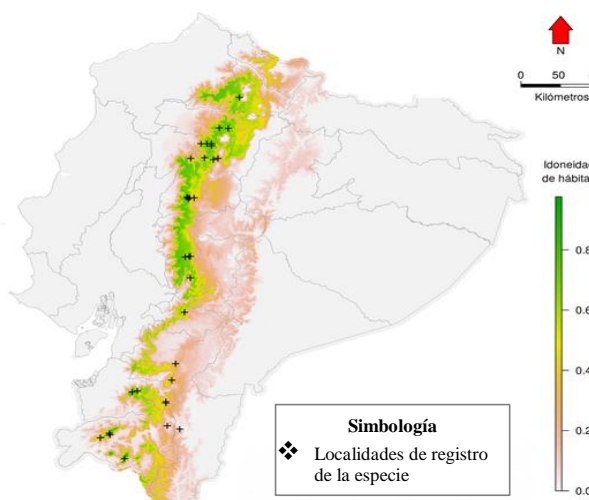 N
0 50
Kilómetros
Idoneidad
de hábita
0.8
0.6
0.4
0.2
0.0
Simbología
Localidades de registro
de la especie